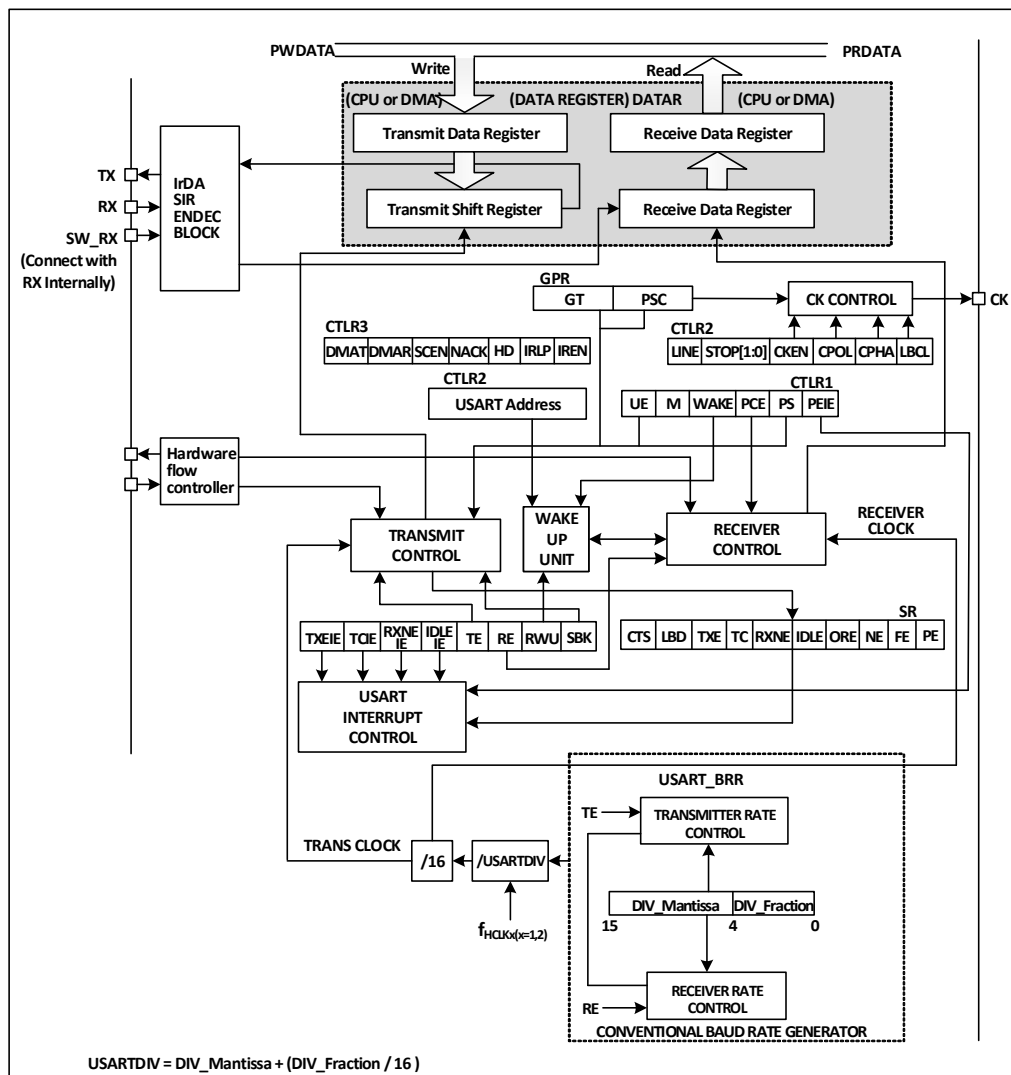 PWDATA
PRDATA
Write
Read
(CPU or DMA)
(DATA REGISTER) DATAR
(CPU or DMA)
Transmit Data Register
Receive Data Register
TX
RX
SW_RX
(Connect with
RX Internally)
IrDA
SIR
ENDEC
BLOCK
Transmit Shift Register
Receive Data Register
GPR
GT
PSC
CK CONTROL
CK
CTLR3
DMAT
DMAR
SCEN
NACK
HD
IRLP
IREN
CTLR2
LINE
STOP[1:0]
CKEN
CPOL
CPHA
LBCL
CTLR2
USART Address
CTLR1
UE
M
WAKE
PCE
PS
PEIE
Hardware
flow
controller
TRANSMIT
CONTROL
WAKE
UP
UNIT
RECEIVER
CONTROL
RECEIVER
CLOCK
TXEIE
TCIE
RXNE
IE
IDLE
IE
TE
RE
RWU
SBK
SR
CTS
LBD
TXE
TC
RXNE
IDLE
ORE
NE
FE
PE
USART
INTERRUPT
CONTROL
USART_BRR
TE
TRANSMITTER RATE
CONTROL
TRANS CLOCK
/16
/USARTDIV
fHCLKx(x=1,2)
DIV_Mantissa
DIV_Fraction
15
4
0
RE
RECEIVER RATE
CONTROL
CONVENTIONAL BAUD RATE GENERATOR
USARTDIV = DIV_Mantissa + (DIV_Fraction / 16 )